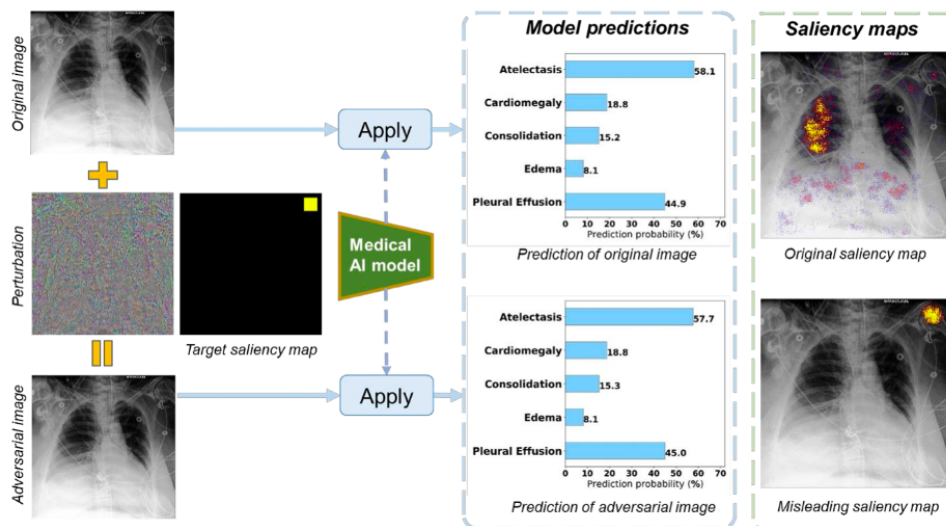 Original image
Perturbation
Adversarial image
Target saliency map
Apply
Medical
AI model
Apply
Model predictions
Atelectasis
58.1
Cardiomegaly
18.8
Consolidation
15.2
Edema
8.1
Pleural Effusion
44.9
0 10 20 30 40 50 60 70
Prediction probability (%)
Prediction of original image
Atelectasis
57.7
Cardiomegaly
18.8
Consolidation
15.3
Edema
8.1
Pleural Effusion
45.0
0 10 20 30 40 50 60 70
Prediction probability (%)
Prediction of adversarial image
Saliency maps
Original saliency map
Misleading saliency map